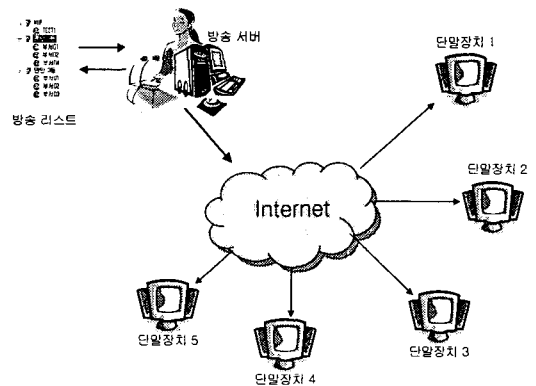 TEST1
방송 서버
방송 리스트
단말장치 1
단말장치 2
Internet
단말장치 5
단말장치 4
단말장치 3